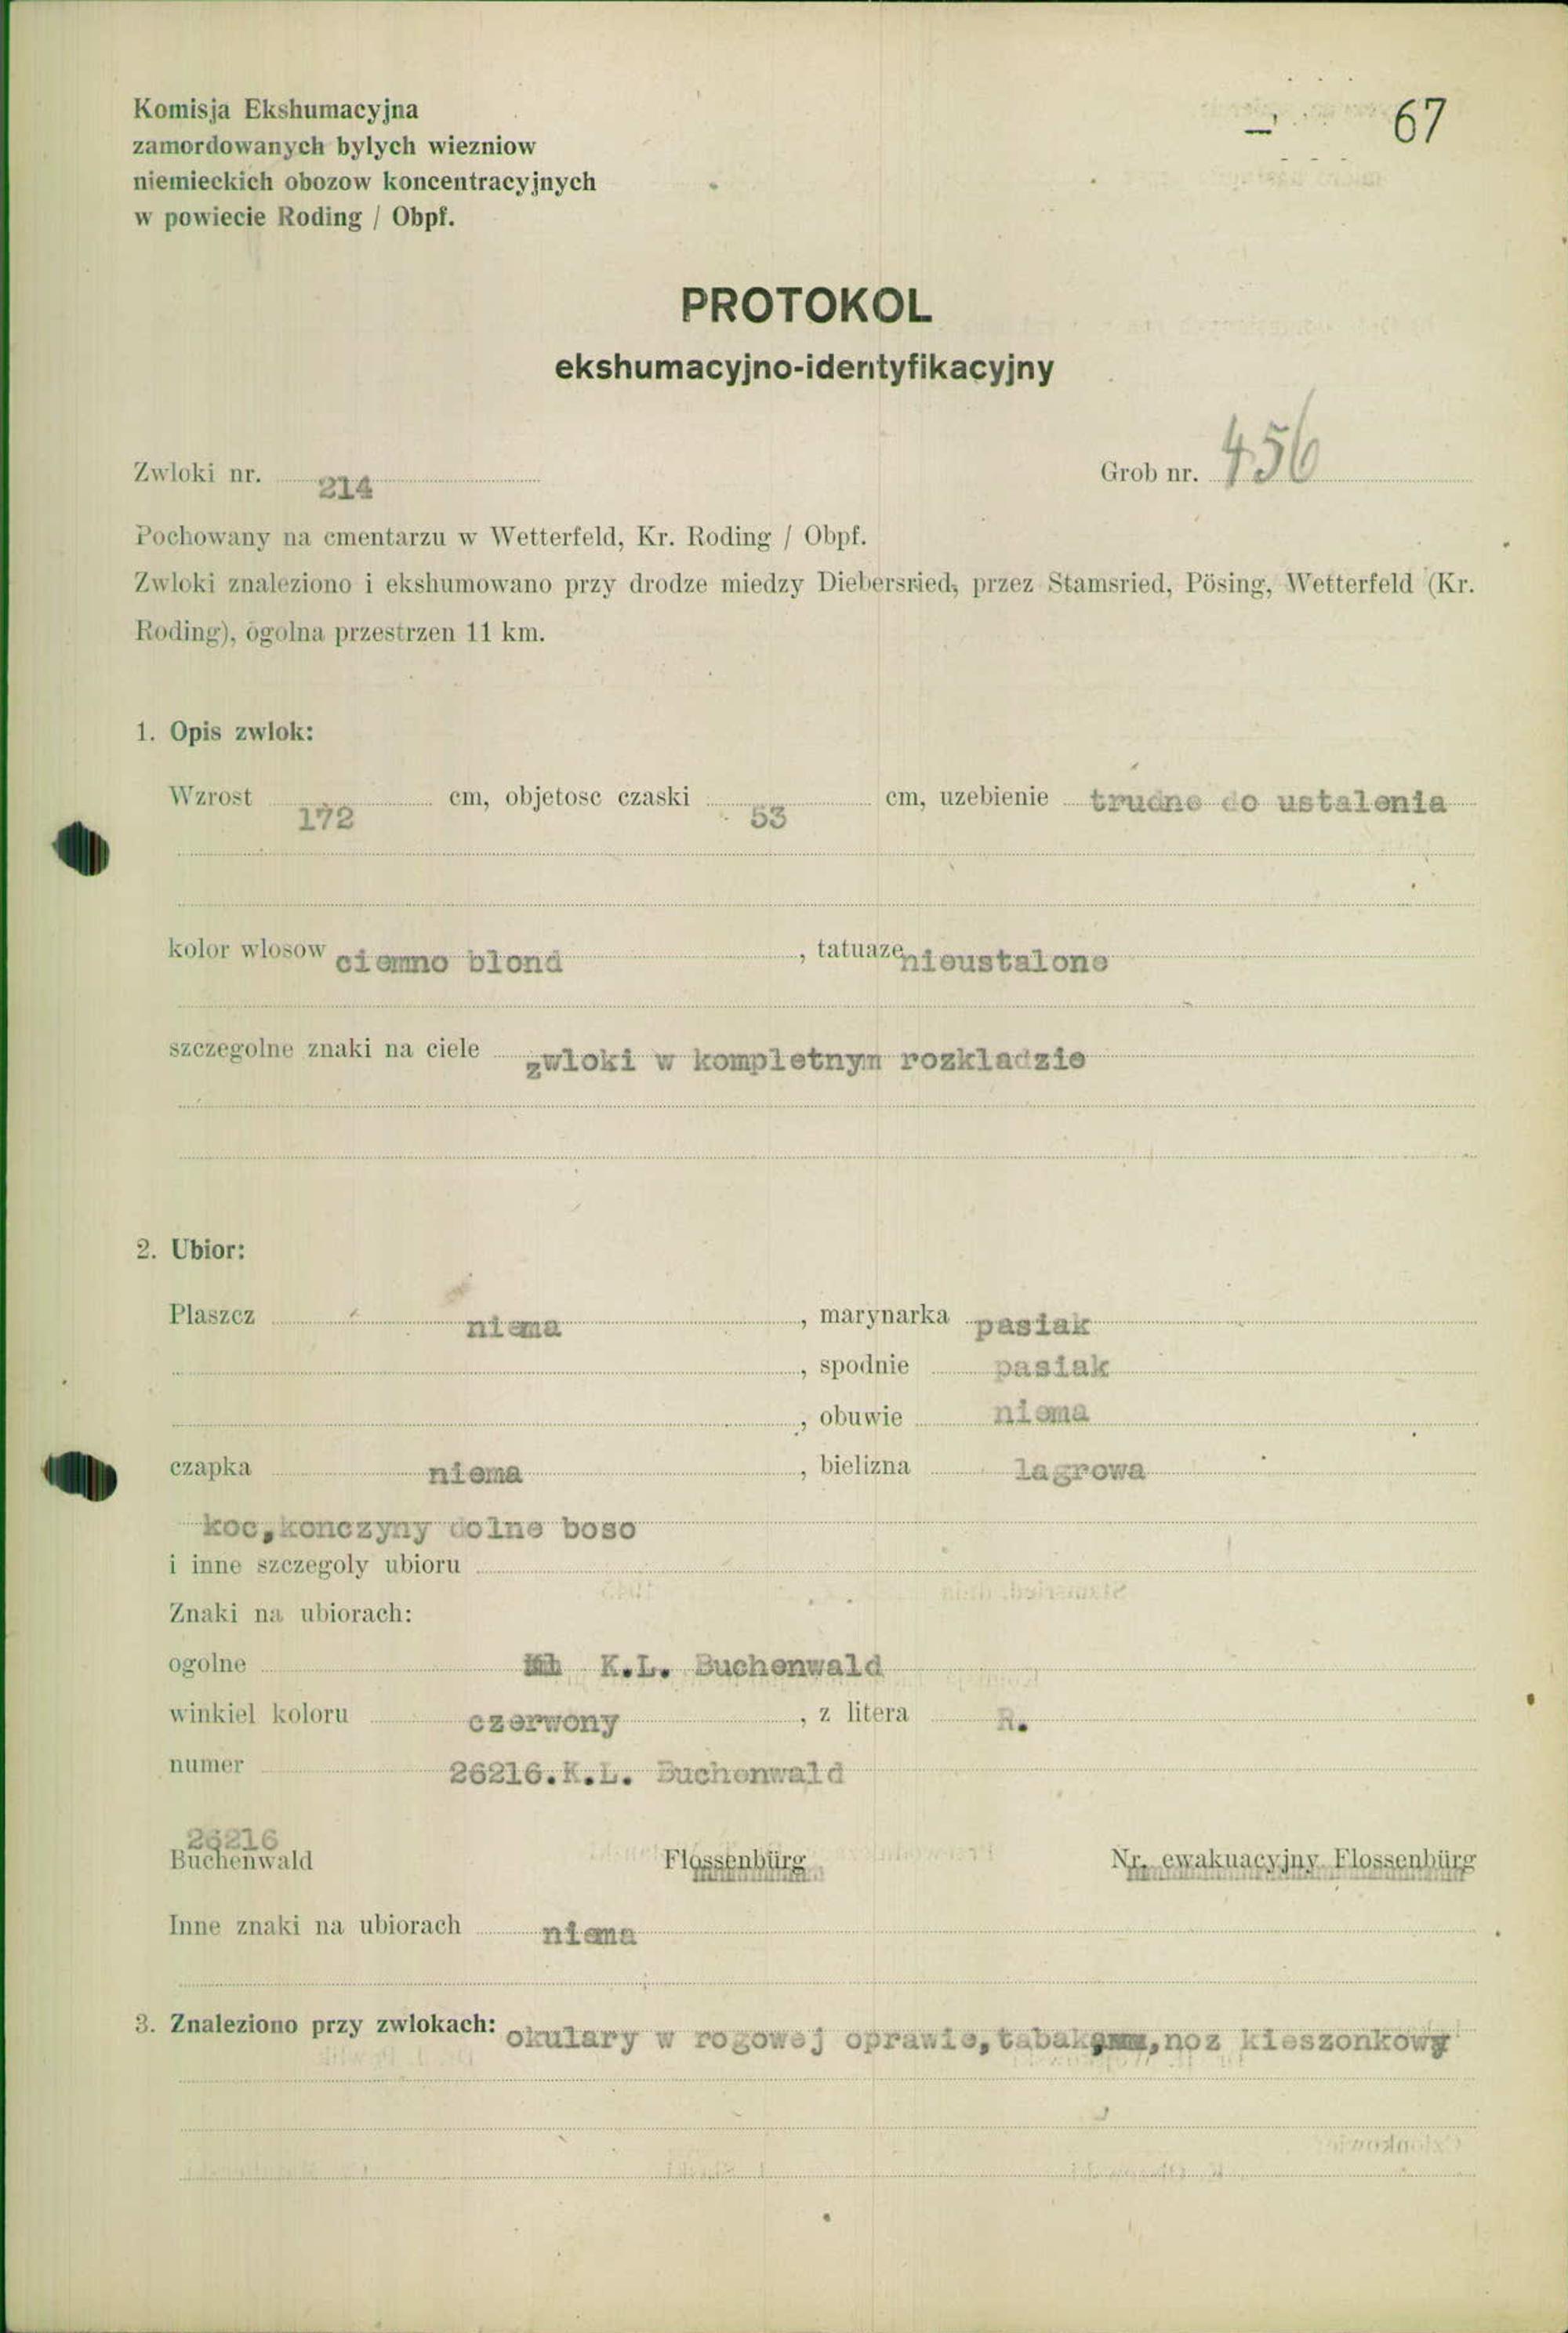 67
Komisja Ekshumacyjna
zamordowanych bylych wiezniow
niemieckich obozow koncentracyjnych
w powiecie Roding / Obpf.
PROTOKOL
ekshumacyjno-identyfikacyjny
Zwloki nr. 214 Grob nr. 456
Pochowany na cmentarzu w Wetterfeld, Kr. Roding / Obpf.
Zwloki znaleziono i ekshumowano przy drodze miedzy Diebersried, przez Stamsried, Pösing, Wetterfeld (Kr.
Roding), ogolna przestrzen 11 km.
1. Opis zwlok:
Wzrost 172 cm, objetosc czaski 53 cm, uzebienie trudne do ustalenia
kolor wlosow ciemno blond , tatuaze nieustalone
szczegolne znaki na ciele zwloki w kompletnym rozkladzie
2. Ubior:
Plaszcz niema , marynarka pasiak
, spodnie pasiak
, obuwie niema
czapka niema , bielizna lagrowa
koc, konczyny dolne boso
i inne szczegoly ubioru
Znaki na ubiorach:
ogolne K.L. Buchenwald
winkiel koloru czerwony , z litera R.
numer 26216. K.L. Buchenwald
26216
Buchenwald Flossenbürg Nr. ewakuacyjny Flossenbürg
Inne znaki na ubiorach niema
3. Znaleziono przy zwlokach: okulary w rogowej oprawie, noz kieszonkowy